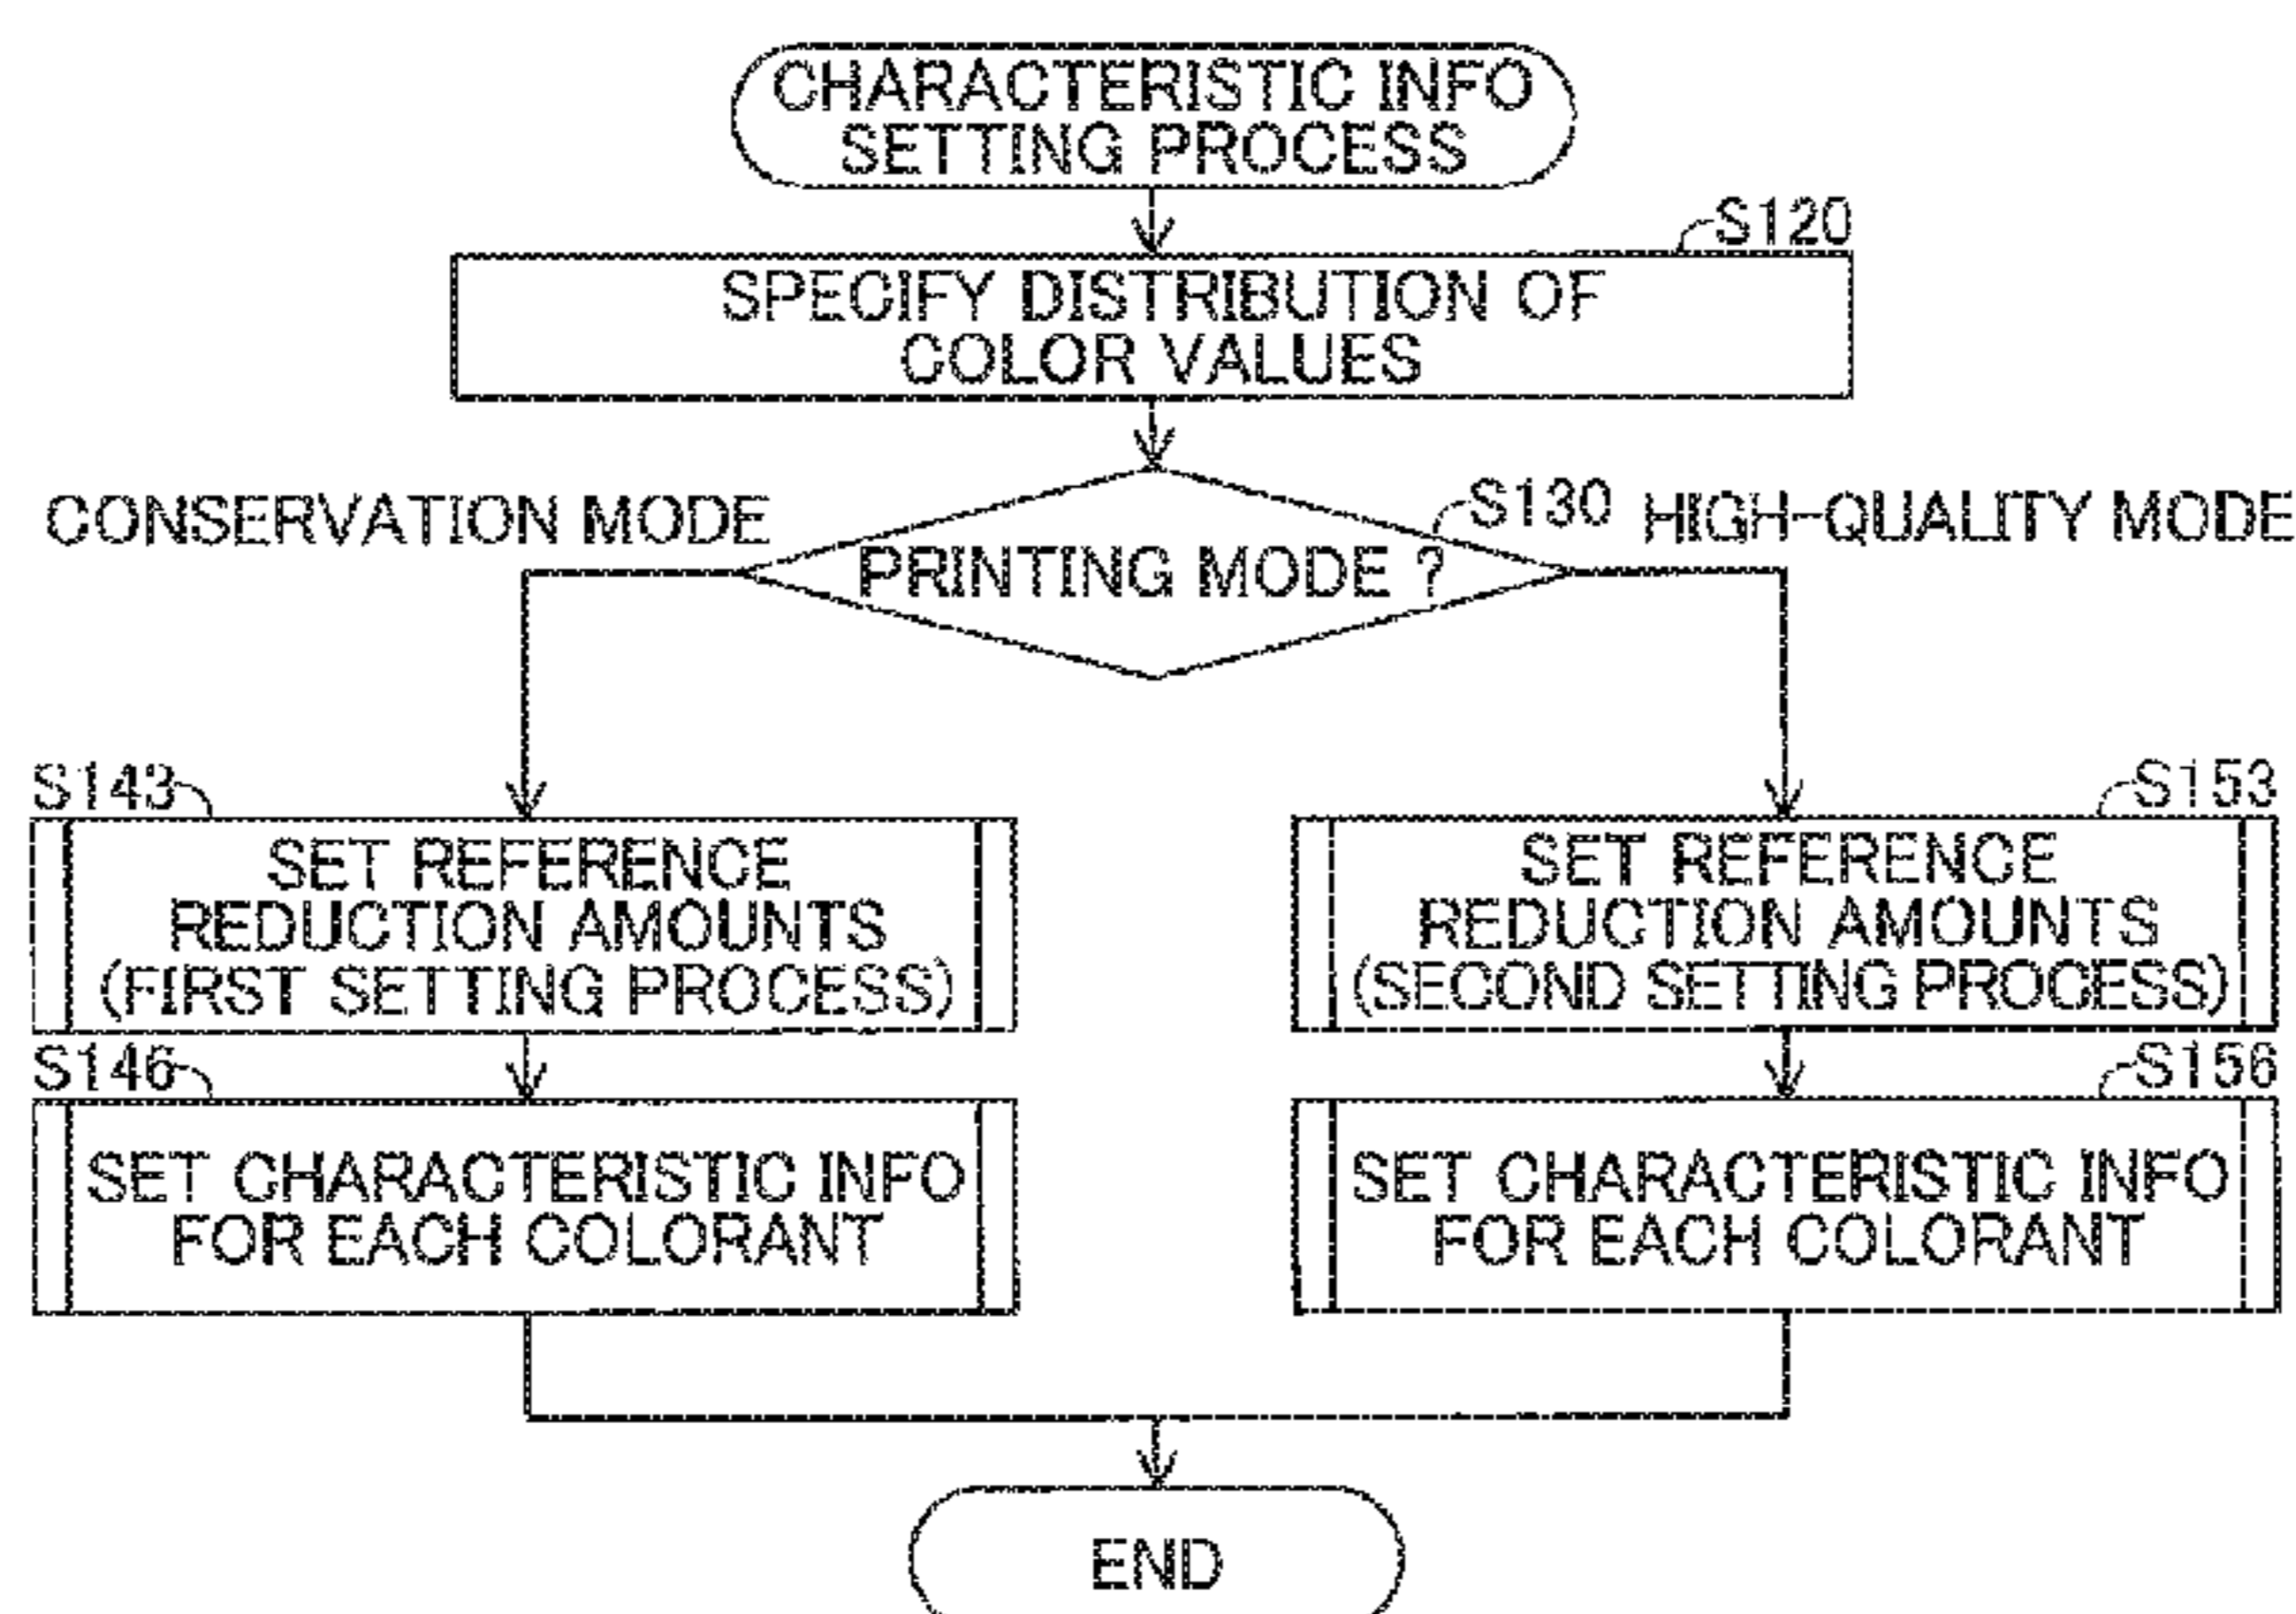 CHARACTERISTIC INFO
SETTING PROCESS
S120
SPECIFY DISTRIBUTION OF
COLOR VALUES
CONSERVATION MODE
S130
HIGH-QUALITY MODE
PRINTING MODE ?
S143
SET REFERENCE
REDUCTION AMOUNTS
(FIRST SETTING PROCESS)
S153
SET REFERENCE
REDUCTION AMOUNTS
(SECOND SETTING PROCESS)
S146
SET CHARACTERISTIC INFO
FOR EACH COLORANT
S156
SET CHARACTERISTIC INFO
FOR EACH COLORANT
END